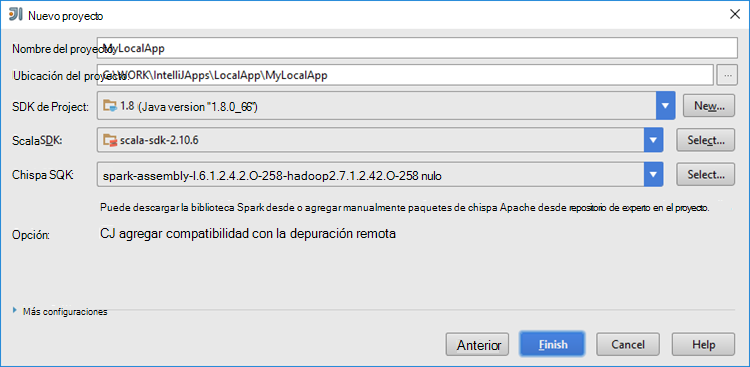 Nuevo proyecto
Nombre del proyecto: MyLocalApp
Ubicación del proyecto: C:\WORK\IntelliJApps\LocalApp\MyLocalApp ...
SDK de Project: 1.8 (Java version "1.8.0_66") New...
ScalaSDK: scala-sdk-2.10.6 Select...
Chispa SQK: spark-assembly-l.6.1.2.4.2.O-258-hadoop2.7.1.2.42.O-258 nulo Select...
Puede descargar la biblioteca Spark desde o agregar manualmente paquetes de chispa Apache desde repositorio de experto en el proyecto.
Opción: CJ agregar compatibilidad con la depuración remota
Más configuraciones
Anterior Finish Cancel Help